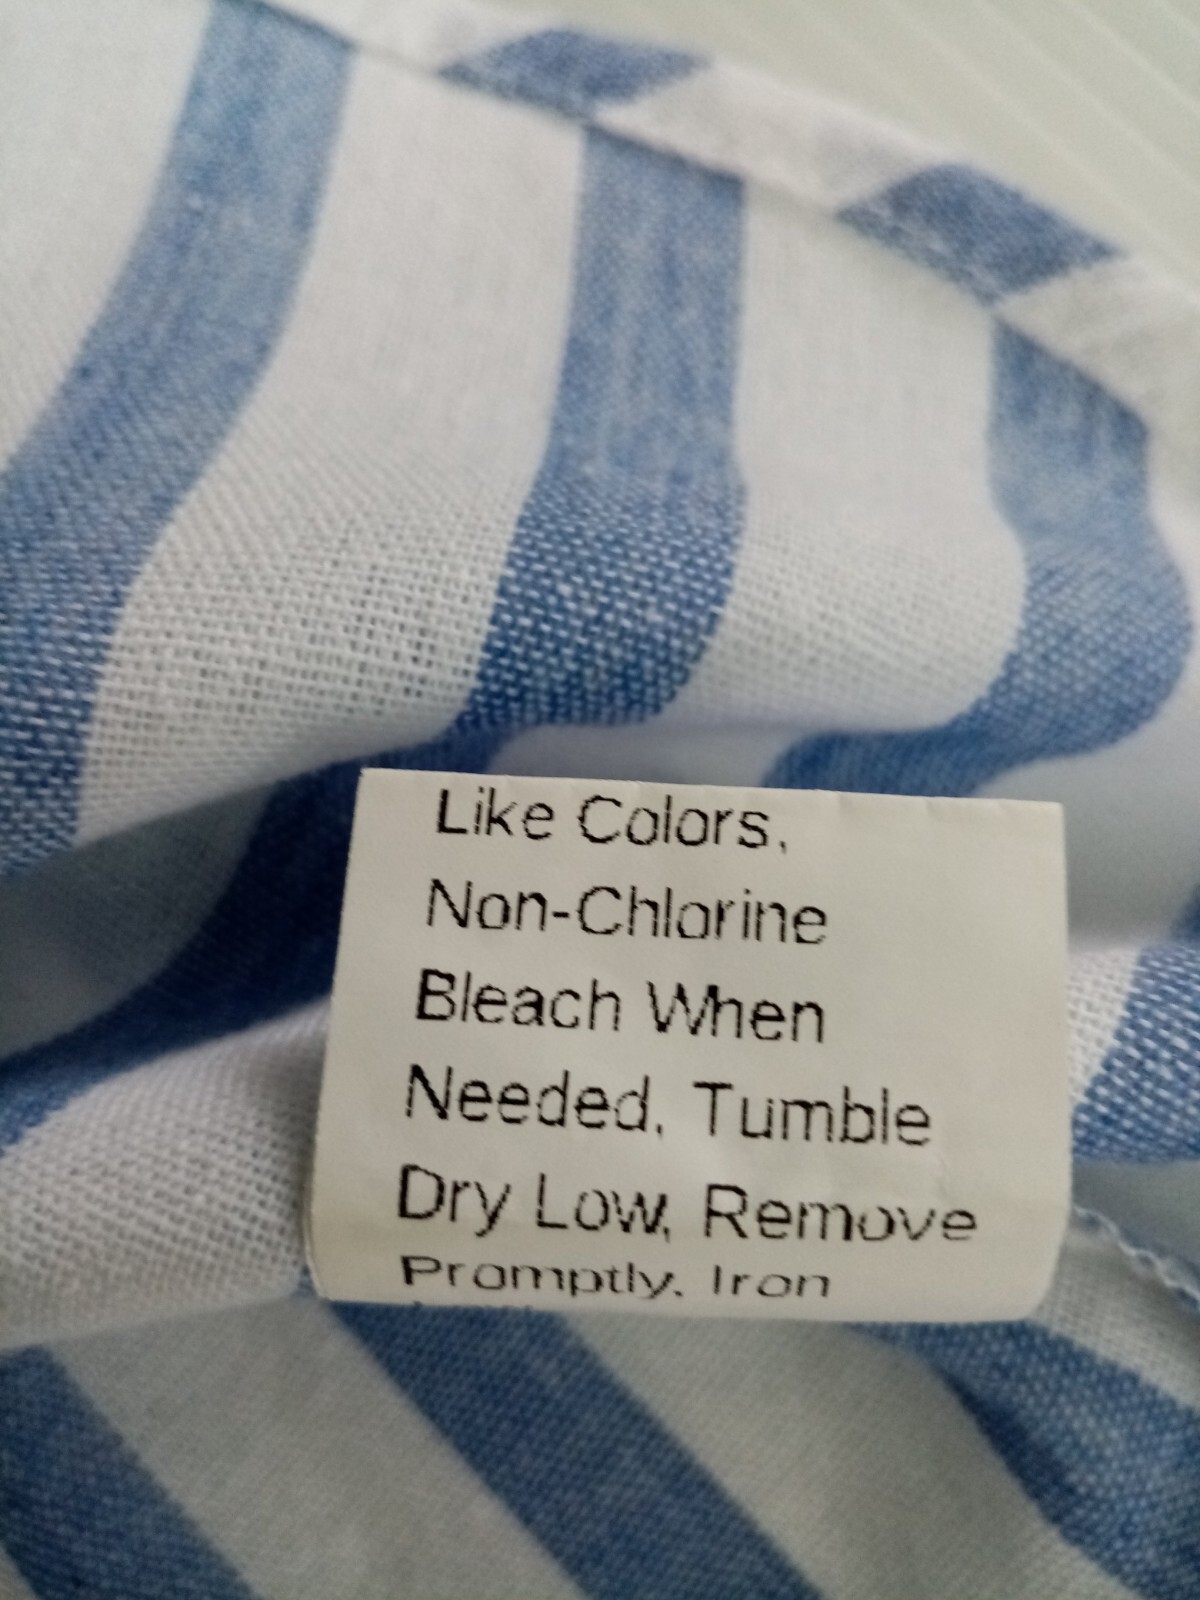 Like Colors,
Non-Chlorine
Bleach When
Needed. Tumble
Dry Low, Remove
Promptly. Iron